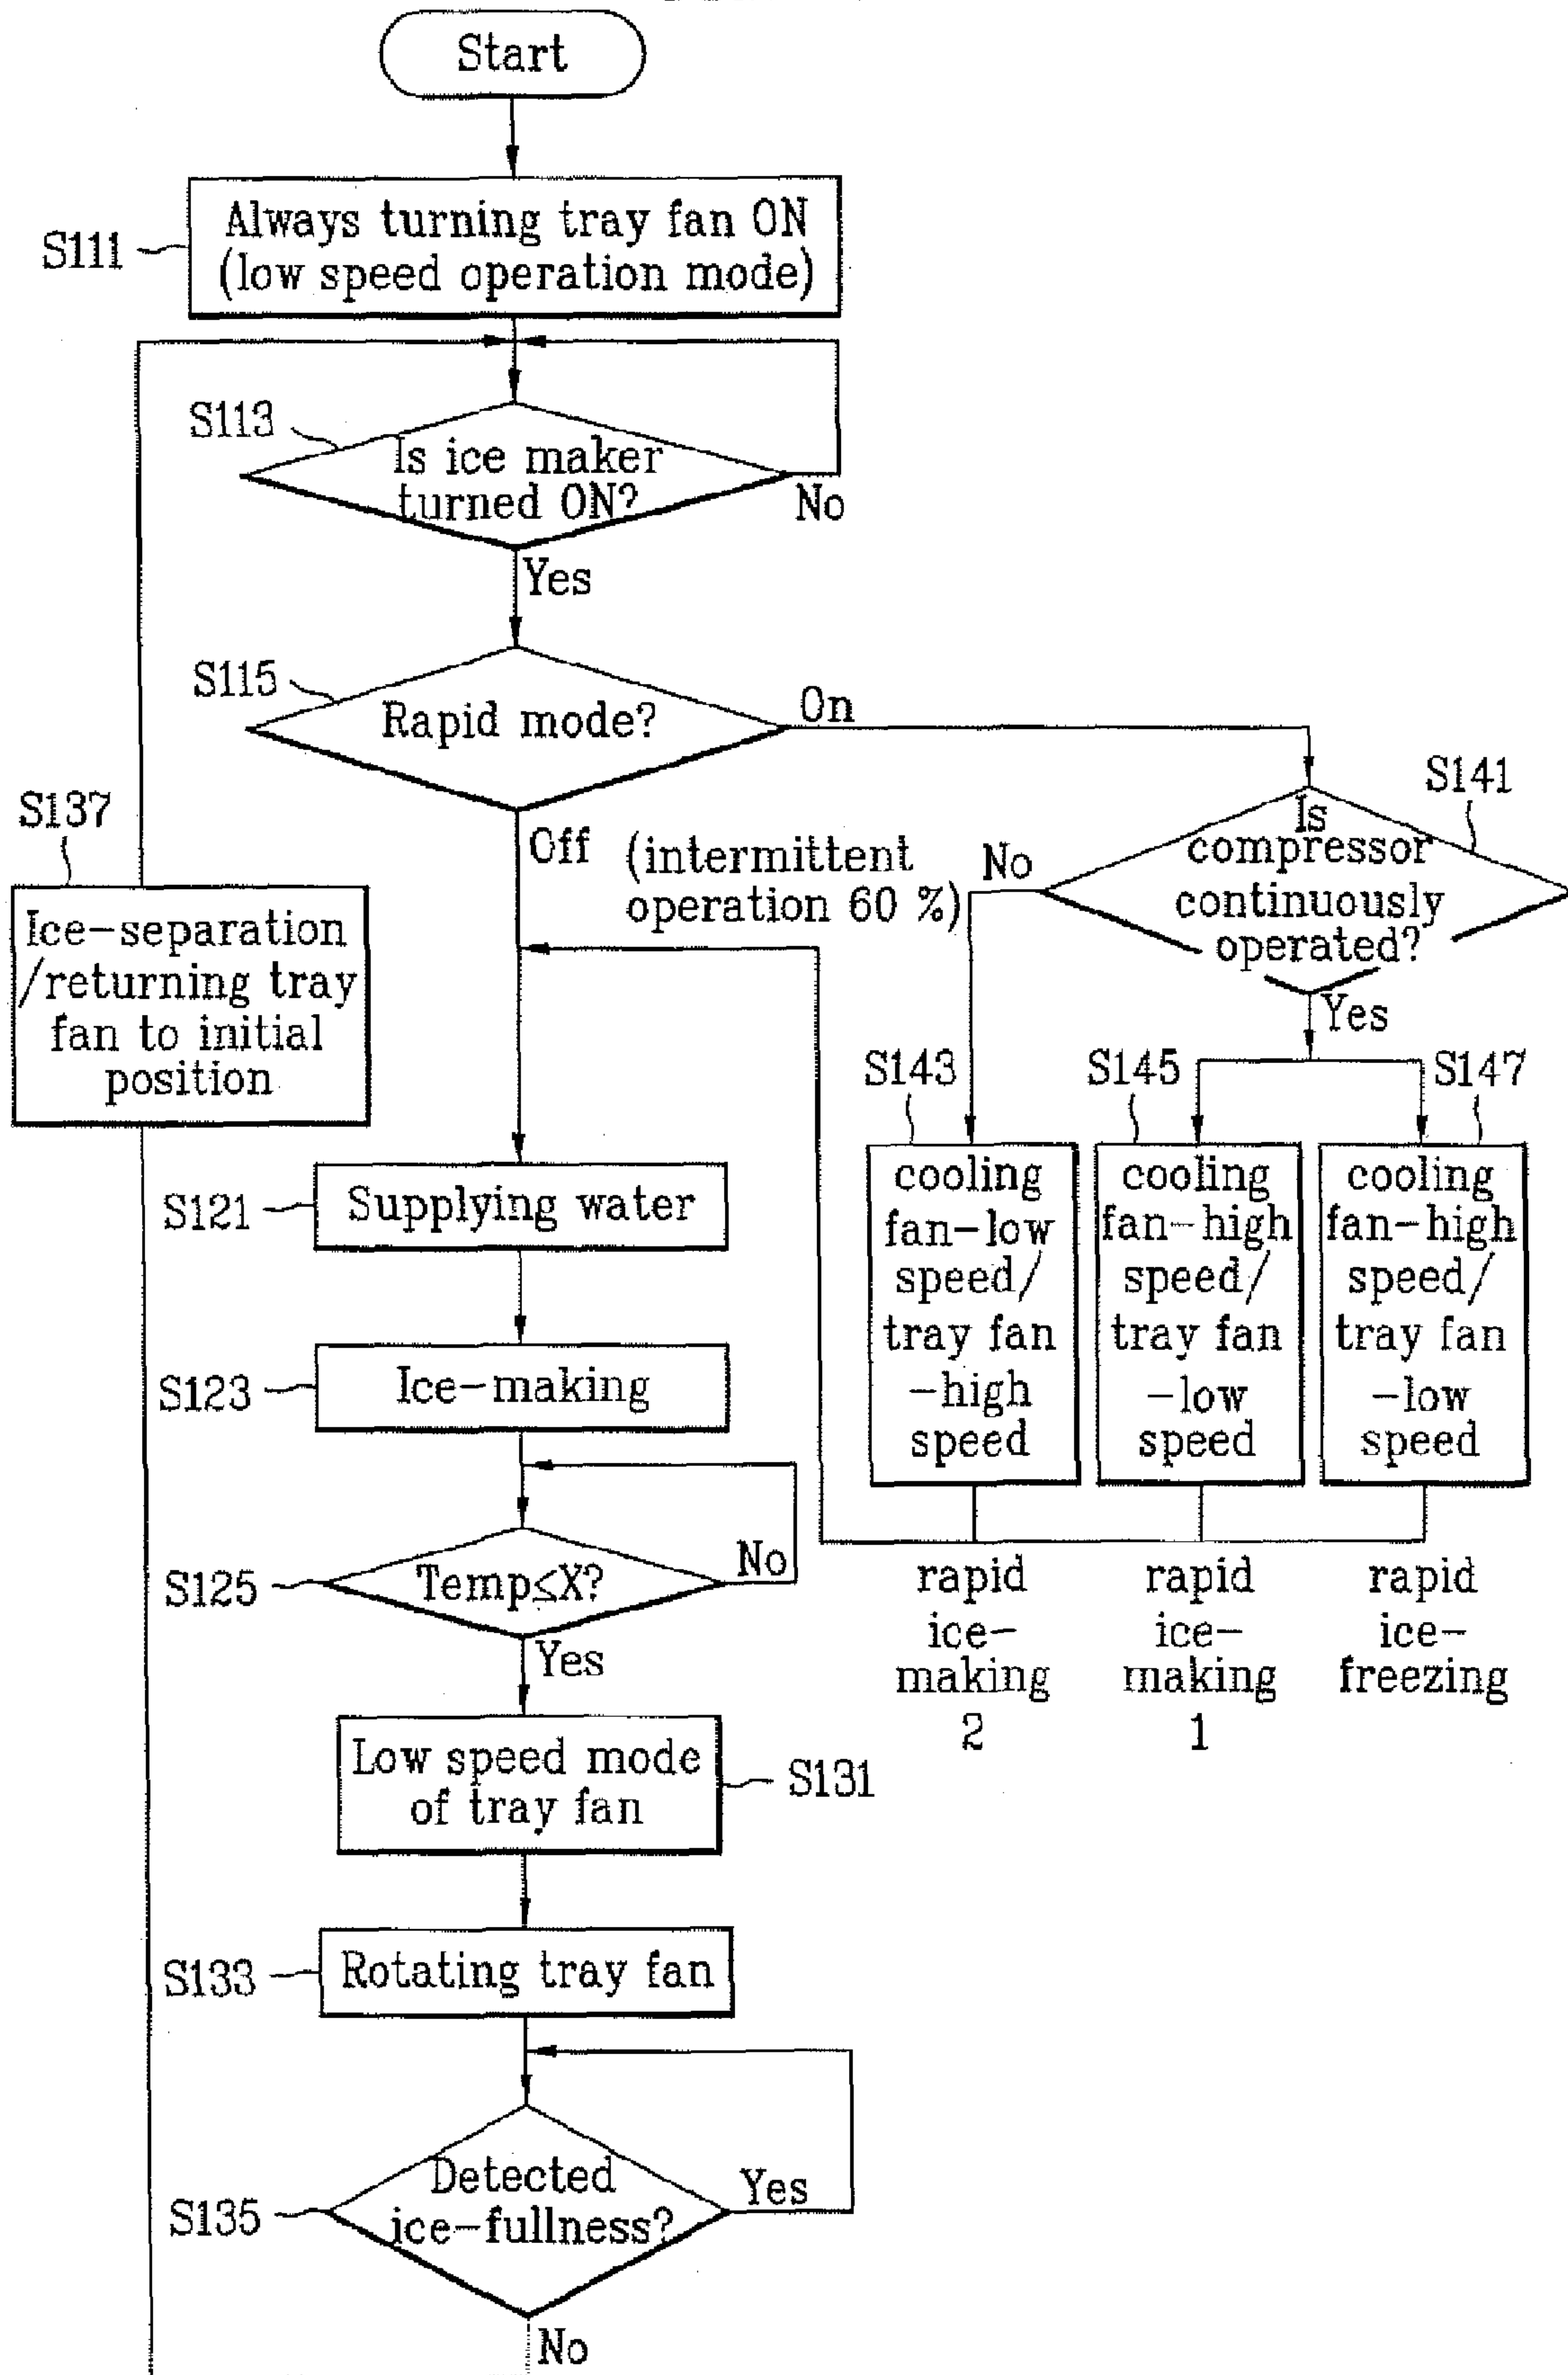 Start
S111
Always turning tray fan ON
(low speed operation mode)
S113
Is ice maker
turned ON?
No
Yes
S115
Rapid mode?
On
Off
(intermittent
operation 60 %)
S137
Ice-separation
/returning tray
fan to initial
position
S141
Is
compressor
continuously
operated?
No
Yes
S143
cooling
fan-low
speed/
tray fan
-high
speed
S145
cooling
fan-high
speed/
tray fan
-low
speed
S147
cooling
fan-high
speed/
tray fan
-low
speed
rapid
ice-
making
2
rapid
ice-
making
1
rapid
ice-
freezing
S121
Supplying water
S123
Ice-making
S125
Temp≤X?
No
Yes
Low speed mode
of tray fan
S131
S133
Rotating tray fan
S135
Detected
ice-fullness?
Yes
No